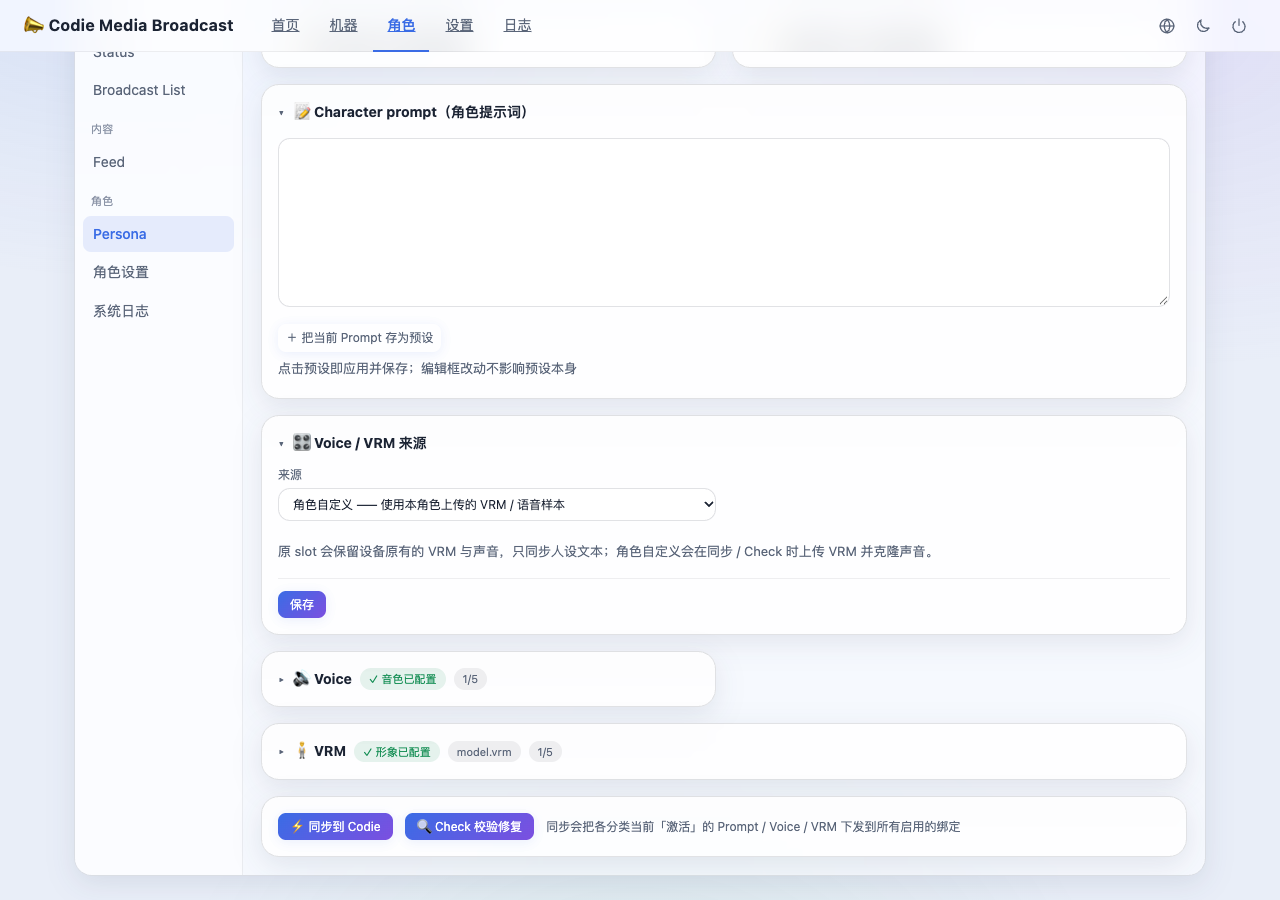 Codie Media Broadcast
首页
机器
角色
设置
日志
Status
Broadcast List
内容
Feed
角色
Persona
角色设置
系统日志
Character prompt（角色提示词）
+ 把当前 Prompt 存为预设
点击预设即应用并保存；编辑框改动不影响预设本身
Voice / VRM 来源
来源
角色自定义 —— 使用本角色上传的 VRM / 语音样本
原 slot 会保留设备原有的 VRM 与声音，只同步人设文本；角色自定义会在同步 / Check 时上传 VRM 并克隆声音。
保存
Voice ✓ 音色已配置 1/5
VRM ✓ 形象已配置 model.vrm 1/5
⚡ 同步到 Codie
🔍 Check 校验修复
同步会把各分类当前「激活」的 Prompt / Voice / VRM 下发到所有启用的绑定